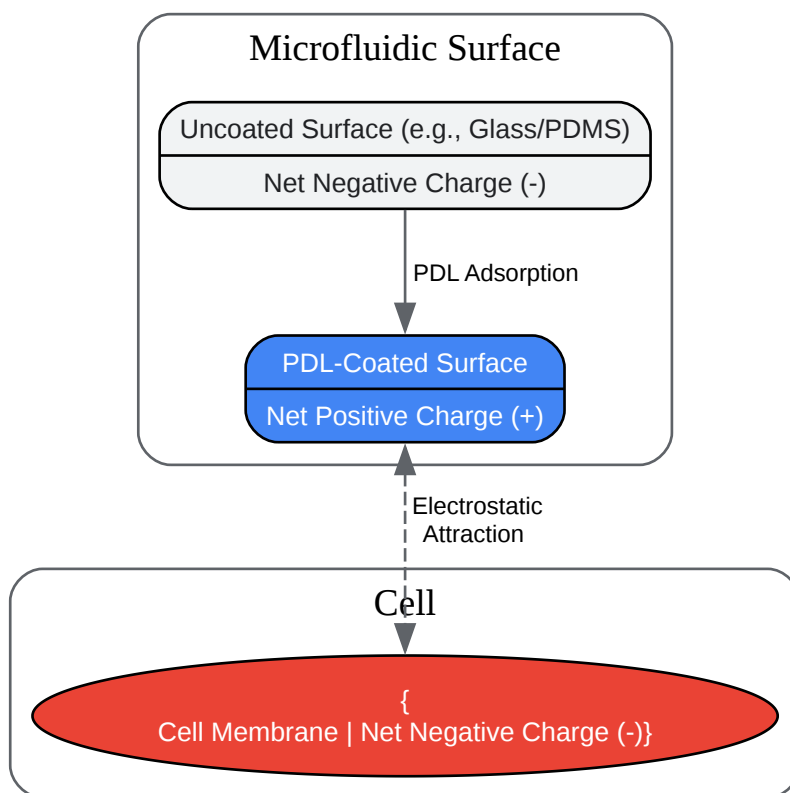 Microfluidic Surface
Uncoated Surface (e.g., Glass/PDMS)
Net Negative Charge (-)
PDL Adsorption
PDL-Coated Surface
Net Positive Charge (+)
Electrostatic
Attraction
Cell
{
Cell Membrane | Net Negative Charge (-)}